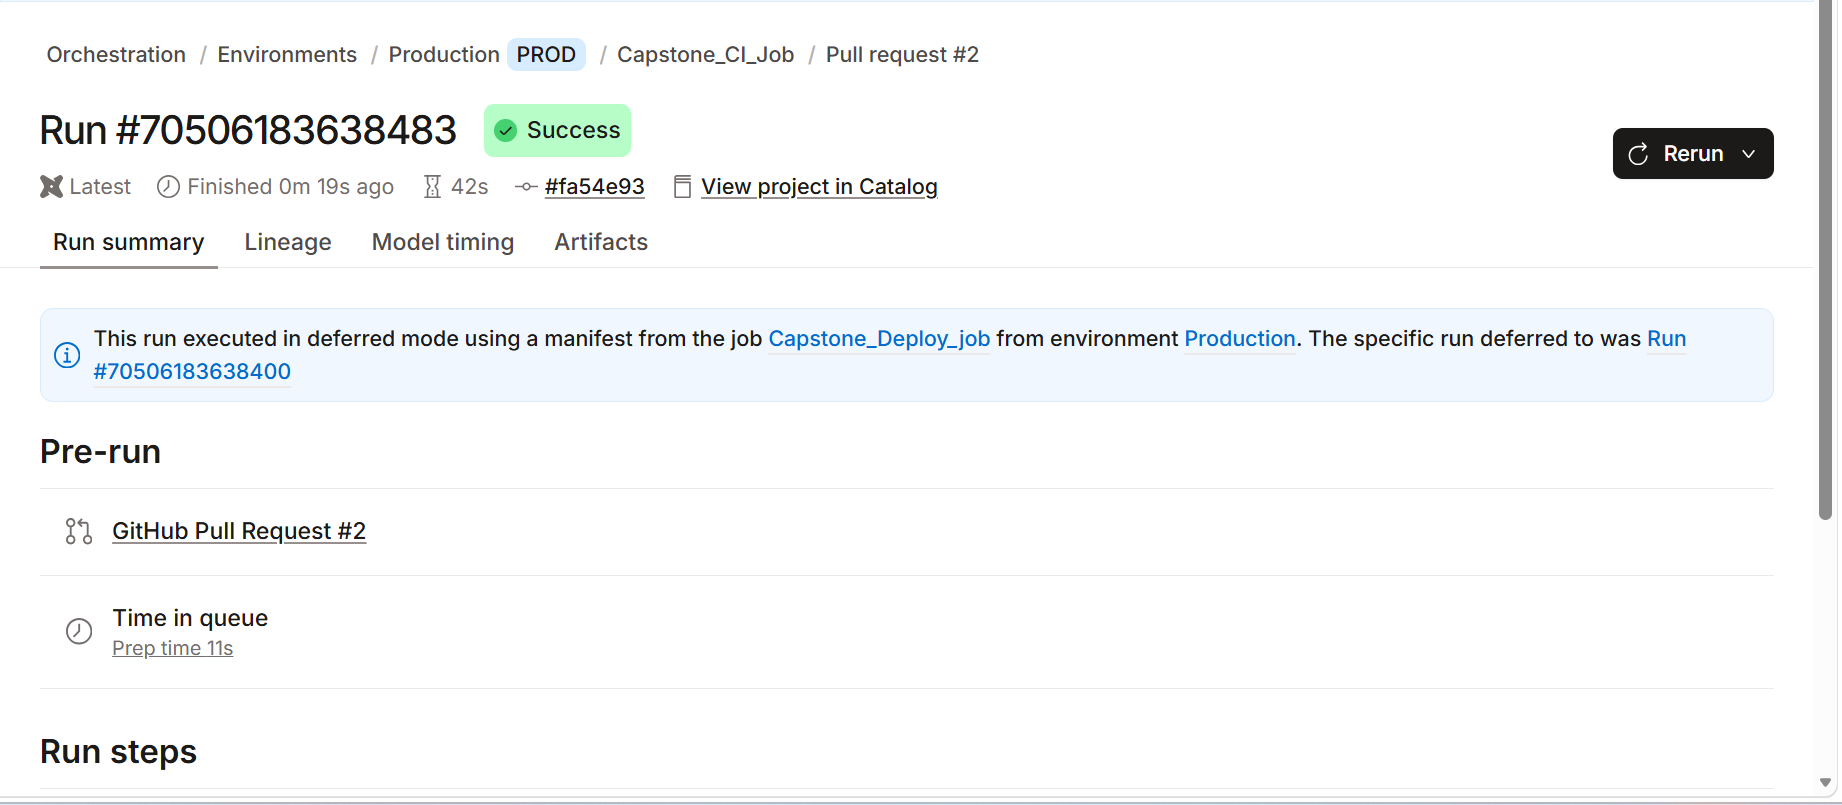 Orchestration / Environments / Production PROD / Capstone_CI_Job / Pull request #2
Run #70506183638483 Success
Rerun
Latest Finished 0m 19s ago 42s #fa54e93 View project in Catalog
Run summary Lineage Model timing Artifacts
This run executed in deferred mode using a manifest from the job Capstone_Deploy_job from environment Production. The specific run deferred to was Run
#70506183638400
Pre-run
GitHub Pull Request #2
Time in queue
Prep time 11s
Run steps